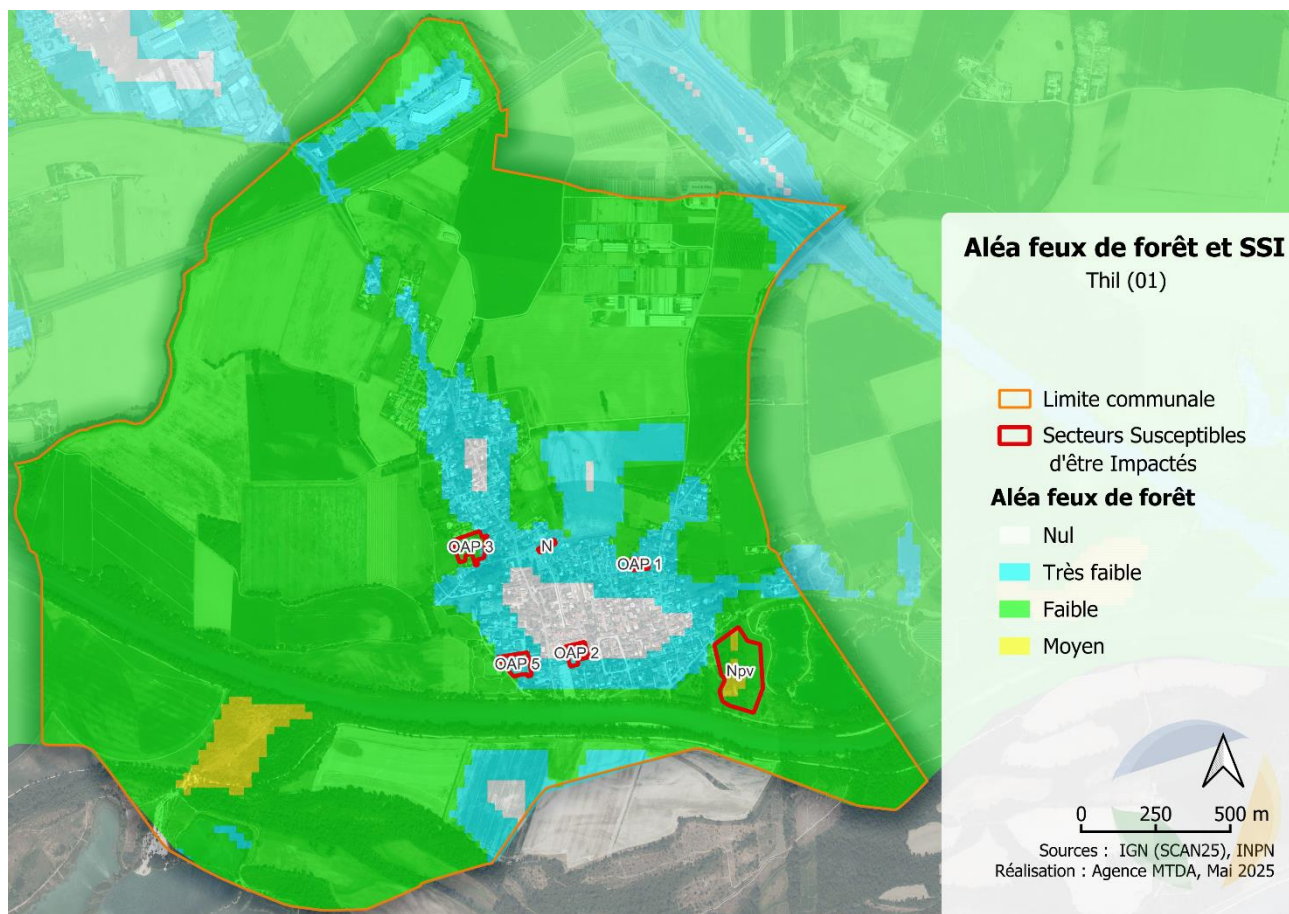 Aléa feux de forêt et SSI
Thil (01)
Limite communale
Secteurs Susceptibles
d'être Impactés
Aléa feux de forêt
Nul
Très faible
Faible
Moyen
OAP 3
N
OAP 1
OAP 5
OAP 2
Npv
0 250 500 m
Sources : IGN (SCAN25), INPN
Réalisation : Agence MTDA, Mai 2025